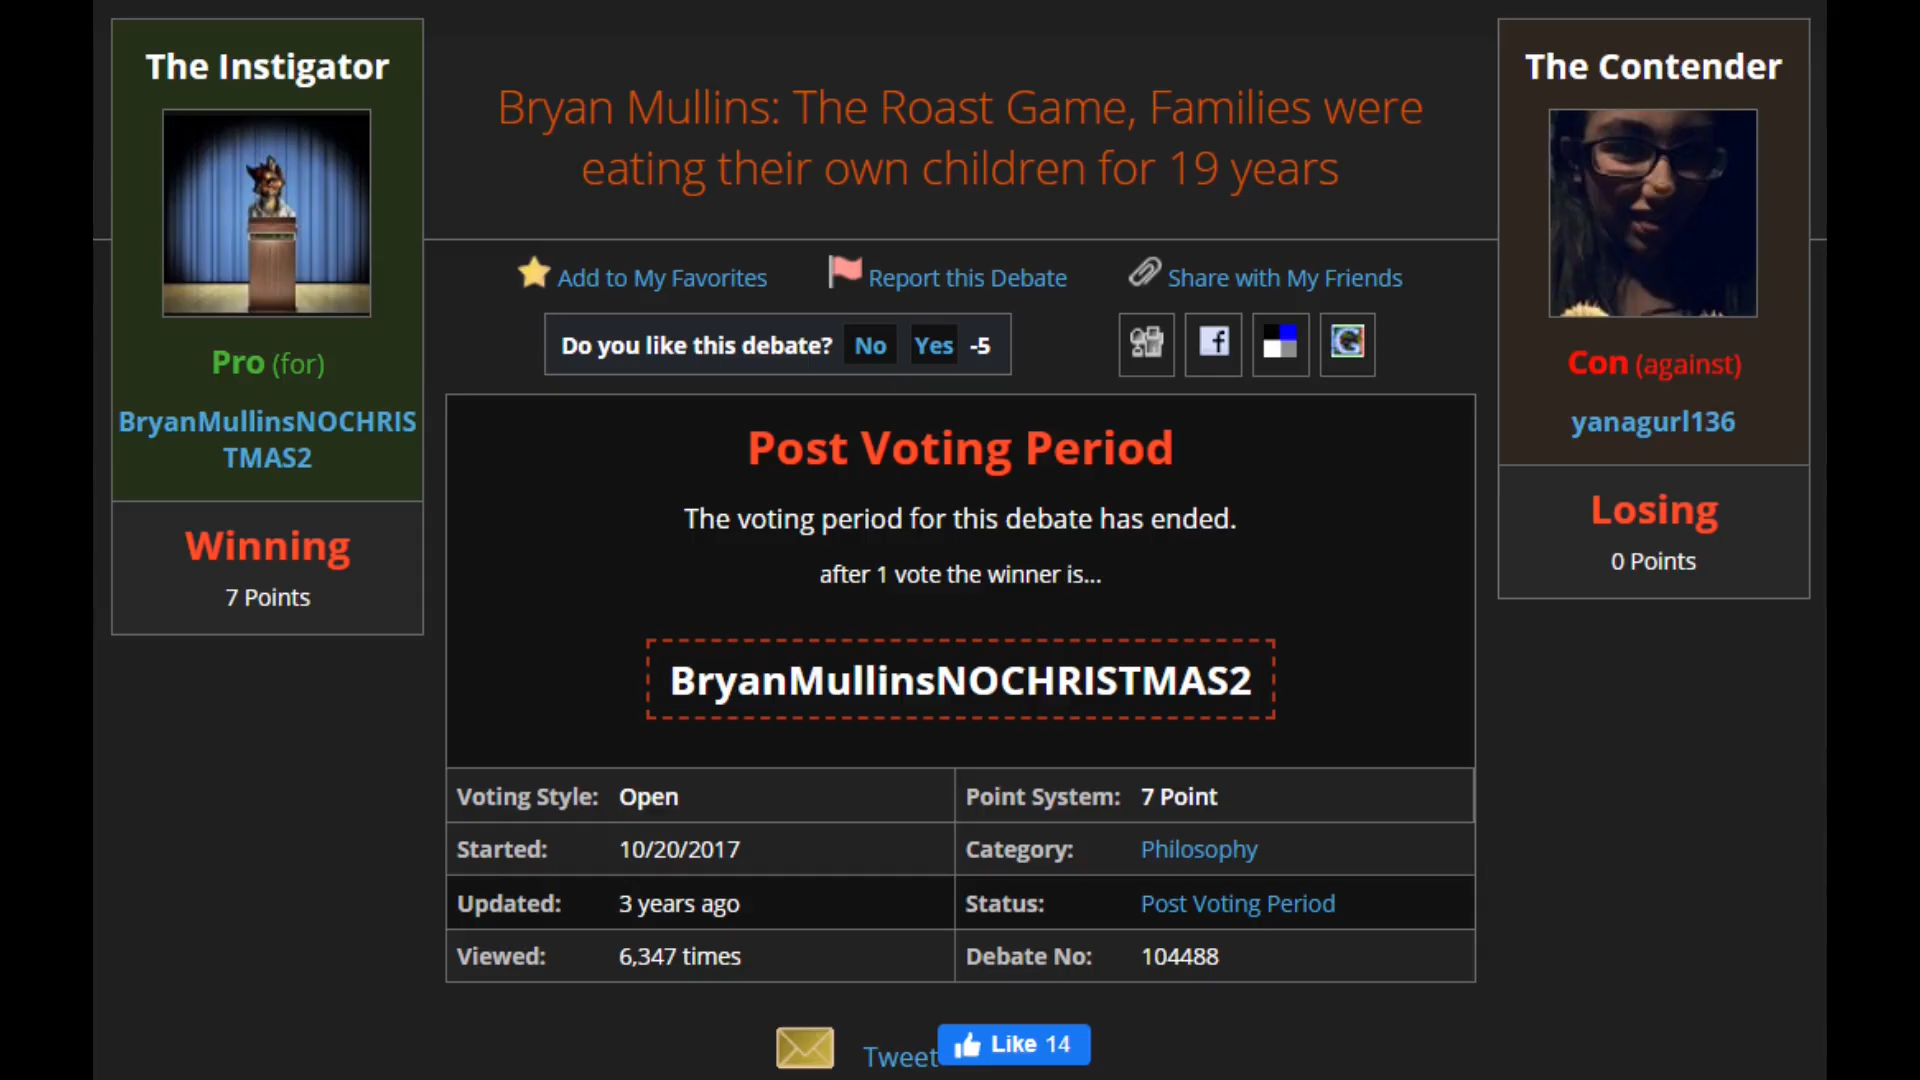 The Instigator
Pro (for)
BryanMullinsNOCHRIS
TMAS2
Winning
7 Points
Bryan Mullins: The Roast Game, Families were
eating their own children for 19 years
Add to My Favorites
Report this Debate
Share with My Friends
Do you like this debate? No Yes -5
Post Voting Period
The voting period for this debate has ended.
after 1 vote the winner is...
BryanMullinsNOCHRISTMAS2
Voting Style: Open Point System: 7 Point
Started: 10/20/2017 Category: Philosophy
Updated: 3 years ago Status: Post Voting Period
Viewed: 6,347 times Debate No: 104488
Tweet
Like 14
The Contender
Con (against)
yanagurl136
Losing
0 Points